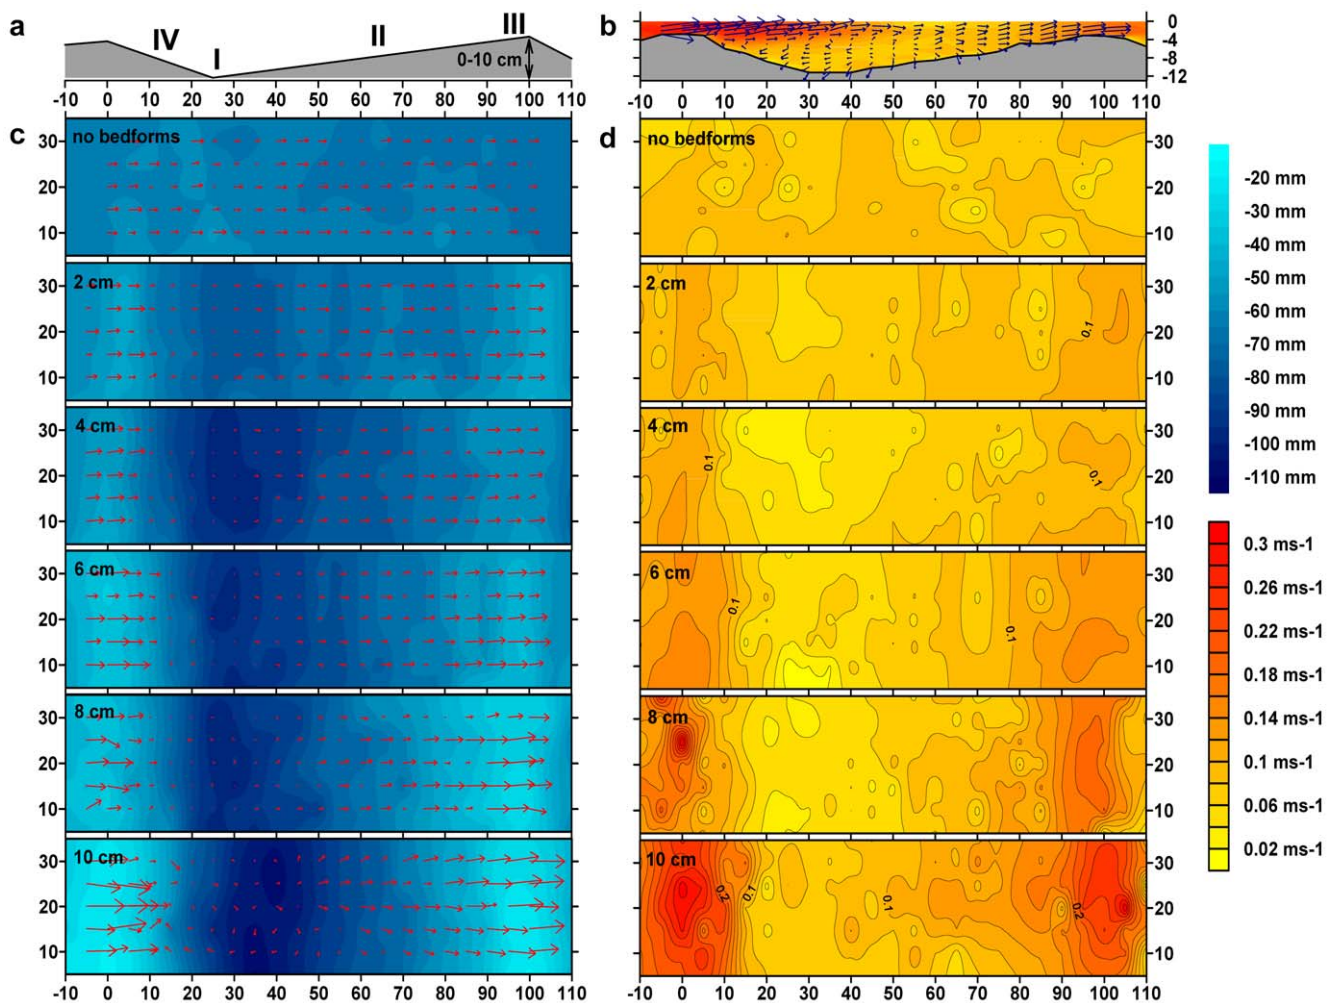 a
IV
I
II
III
0-10 cm
-10 0 10 20 30 40 50 60 70 80 90 100 110
b
0
-4
-8
-12
-10 0 10 20 30 40 50 60 70 80 90 100 110
c
no bedforms
30
20
10
2 cm
30
20
10
4 cm
30
20
10
6 cm
30
20
10
8 cm
30
20
10
10 cm
30
20
10
-10 0 10 20 30 40 50 60 70 80 90 100 110
d
no bedforms
30
20
10
2 cm
0.1
30
20
10
4 cm
0.1
0.1
30
20
10
6 cm
0.1
0.1
30
20
10
8 cm
30
20
10
10 cm
0.2
0.1
0.1
0.2
30
20
10
-10 0 10 20 30 40 50 60 70 80 90 100 110
-20 mm
-30 mm
-40 mm
-50 mm
-60 mm
-70 mm
-80 mm
-90 mm
-100 mm
-110 mm
0.3 ms-1
0.26 ms-1
0.22 ms-1
0.18 ms-1
0.14 ms-1
0.1 ms-1
0.06 ms-1
0.02 ms-1